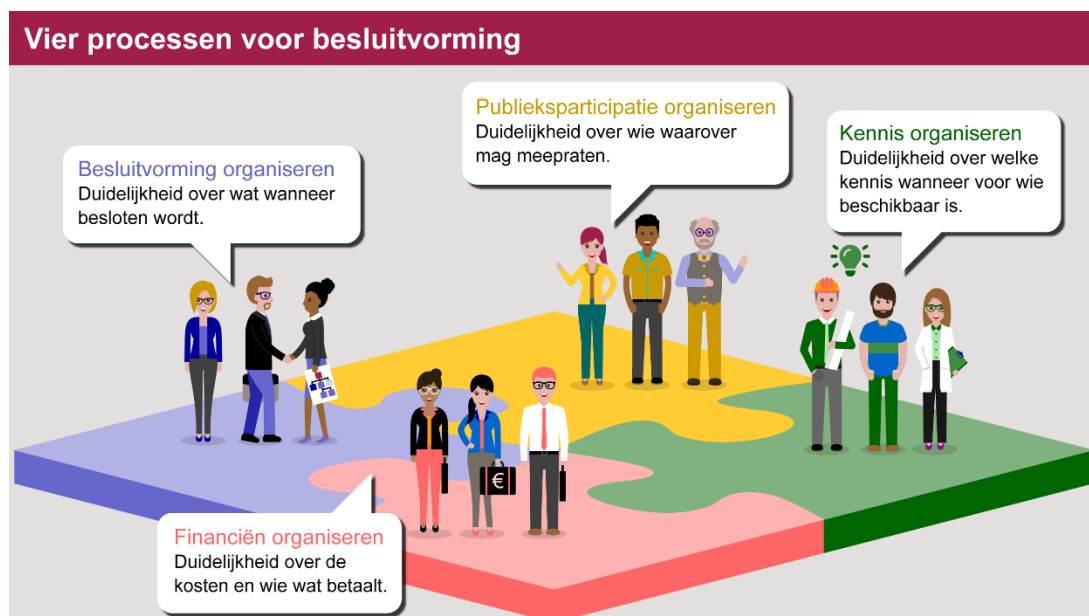 Vier processen voor besluitvorming
Besluitvorming organiseren
Duidelijkheid over wat wanneer
besloten wordt.
Publieksparticipatie organiseren
Duidelijkheid over wie waarover
mag meepraten.
Kennis organiseren
Duidelijkheid over welke
kennis wanneer voor wie
beschikbaar is.
€
Financiën organiseren
Duidelijkheid over de
kosten en wie wat betaalt.